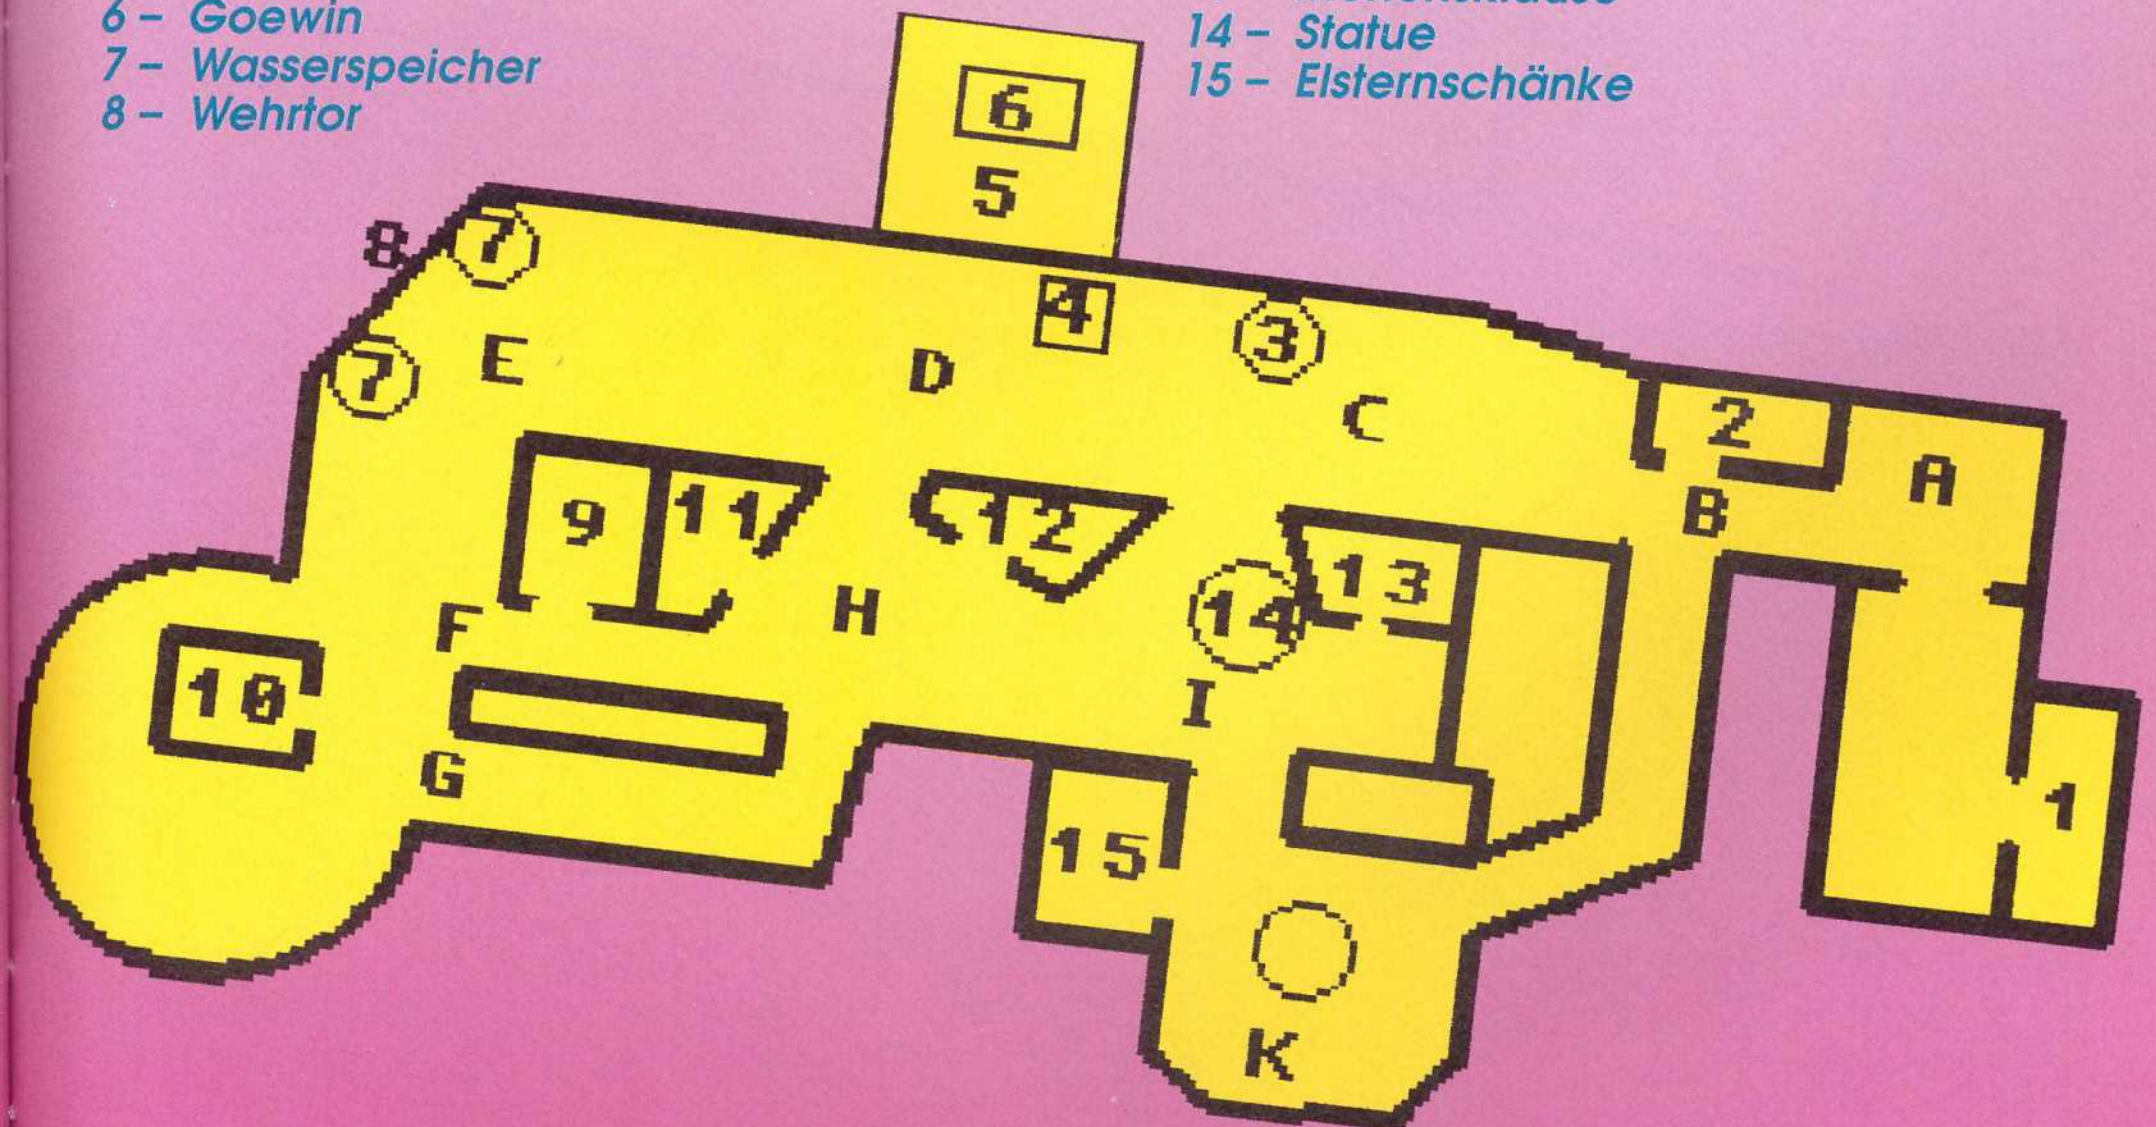 6 – Goewin
7 – Wasserspeicher
8 – Wehrtor
14 – Statue
15 – Elsternschänke
6
5
8
7
4
3
7
E
D
C
2
A
B
9
11
12
13
14
F
H
10
I
G
1
15
K